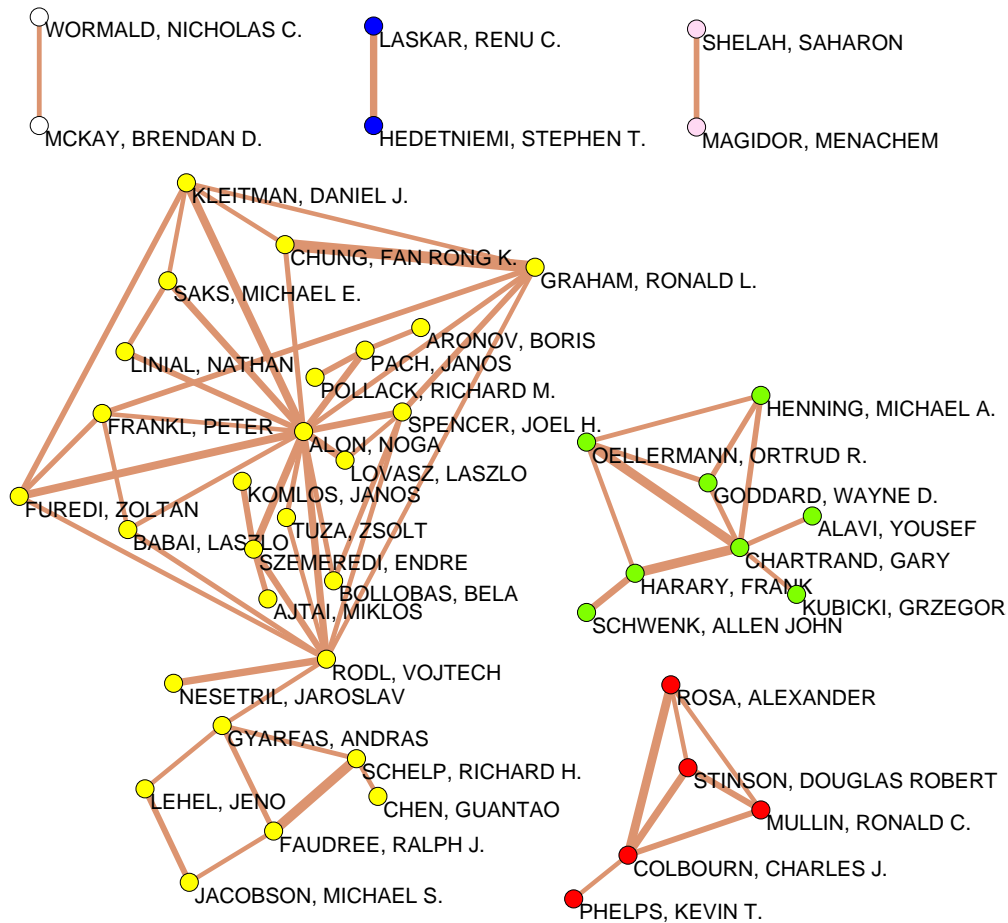 WORMALD, NICHOLAS C.
LASKAR, RENU C.
SHELAH, SAHARON
MCKAY, BRENDAN D.
HEDETNIEMI, STEPHEN T.
MAGIDOR, MENACHEM
KLEITMAN, DANIEL J.
CHUNG, FAN RONG K.
GRAHAM, RONALD L.
SAKS, MICHAEL E.
ARONOV, BORIS
LINIAL, NATHAN
PACH, JANOS
POLLACK, RICHARD M.
HENNING, MICHAEL A.
FRANKL, PETER
SPENCER, JOEL H.
ALON, NOGA
OELLERMANN, ORTRUD R.
LOVASZ, LASZLO
KOMLOS, JANOS
GODDARD, WAYNE D.
FUREDI, ZOLTAN
TUZA, ZSOLT
ALAVI, YOUSEF
BABAI, LASZLO
SZEMEREDI, ENDRE
CHARTRAND, GARY
BOLLOBAS, BELA
HARARY, FRANK
AJTAI, MIKLOS
KUBICKI, GRZEGOR
SCHWENK, ALLEN JOHN
RODL, VOJTECH
NESETRIL, JAROSLAV
ROSA, ALEXANDER
GYARFAS, ANDRAS
SCHELP, RICHARD H.
STINSON, DOUGLAS ROBERT
LEHEL, JENO
CHEN, GUANTAO
MULLIN, RONALD C.
FAUDREE, RALPH J.
COLBOURN, CHARLES J.
JACOBSON, MICHAEL S.
PHELPS, KEVIN T.